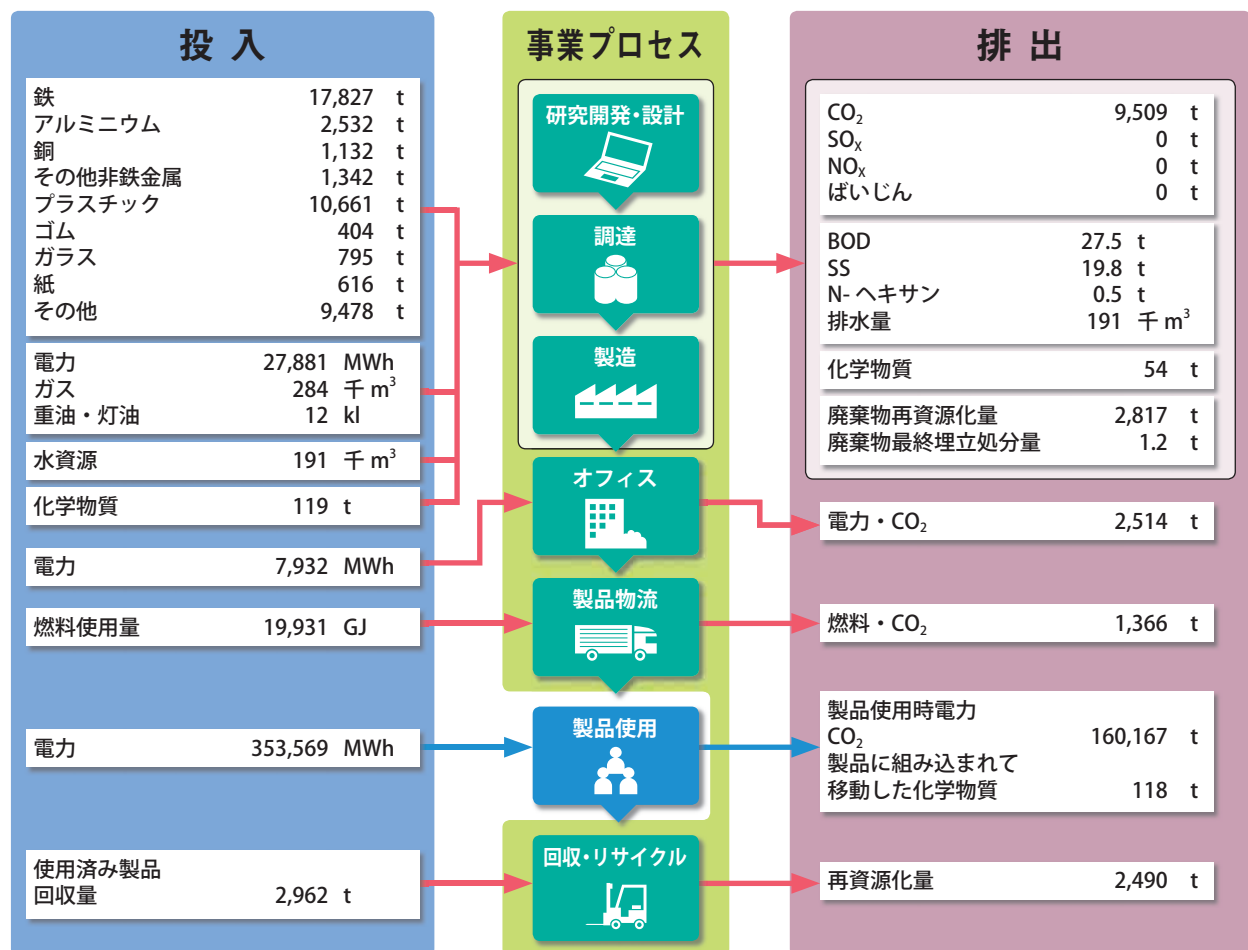 投入
鉄 17,827 t
アルミニウム 2,532 t
銅 1,132 t
その他非鉄金属 1,342 t
プラスチック 10,661 t
ゴム 404 t
ガラス 795 t
紙 616 t
その他 9,478 t
電力 27,881 MWh
ガス 284 千m³
重油・灯油 12 kl
水資源 191 千m³
化学物質 119 t
電力 7,932 MWh
燃料使用量 19,931 GJ
電力 353,569 MWh
使用済み製品
回収量 2,962 t
事業プロセス
研究開発・設計
調達
製造
オフィス
製品物流
製品使用
回収・リサイクル
排出
CO₂ 9,509 t
SOₓ 0 t
NOₓ 0 t
ばいじん 0 t
BOD 27.5 t
SS 19.8 t
N-ヘキサン 0.5 t
排水量 191 千m³
化学物質 54 t
廃棄物再資源化量 2,817 t
廃棄物最終埋立処分量 1.2 t
電力・CO₂ 2,514 t
燃料・CO₂ 1,366 t
製品使用時電力
CO₂ 160,167 t
製品に組み込まれて
移動した化学物質 118 t
再資源化量 2,490 t